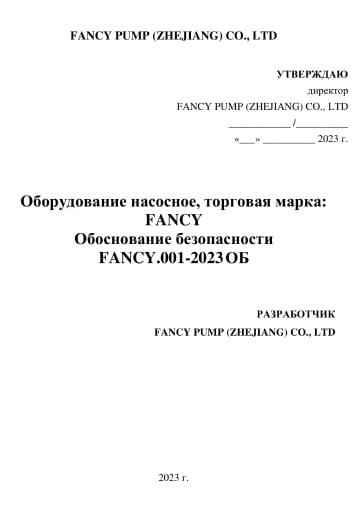 FANCY PUMP (ZHEJIANG) CO., LTD
УТВЕРЖДАЮ
директор
FANCY PUMP (ZHEJIANG) CO., LTD
____________ /__________
«___» __________ 2023 г.
Оборудование насосное, торговая марка:
FANCY
Обоснование безопасности
FANCY.001-2023 ОБ
РАЗРАБОТЧИК
FANCY PUMP (ZHEJIANG) CO., LTD
2023 г.